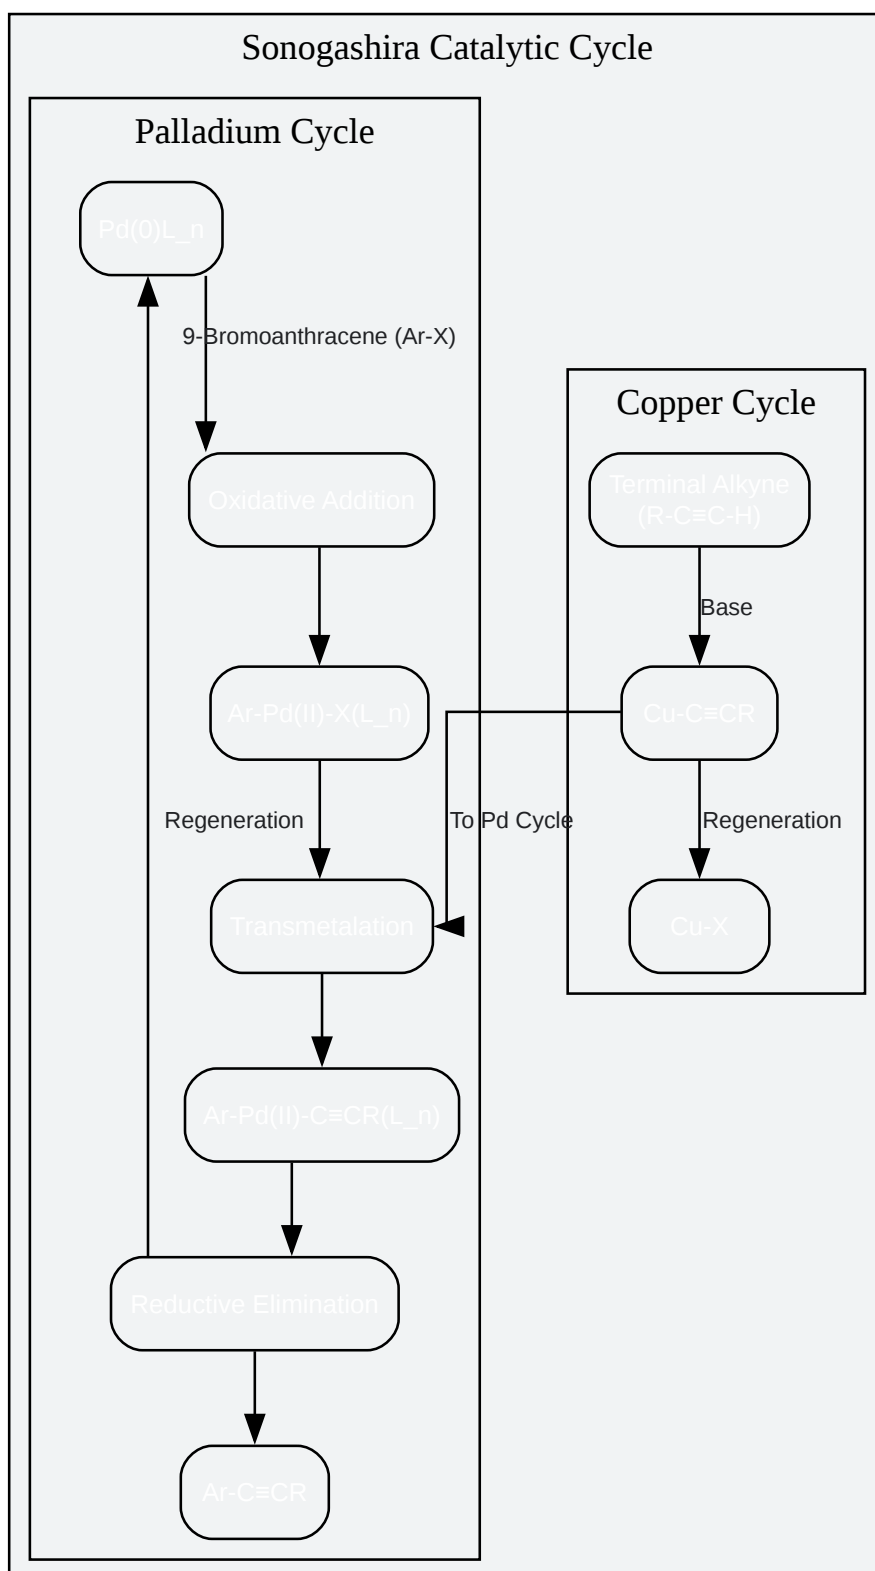 Sonogashira Catalytic Cycle
Palladium Cycle
Pd(0)L_n
9-Bromoanthracene (Ar-X)
Oxidative Addition
Ar-Pd(II)-X(L_n)
Regeneration
Transmetalation
Ar-Pd(II)-C≡CR(L_n)
Reductive Elimination
Ar-C≡CR
Copper Cycle
Terminal Alkyne
(R-C≡C-H)
Base
Cu-C≡CR
To Pd Cycle
Regeneration
Cu-X